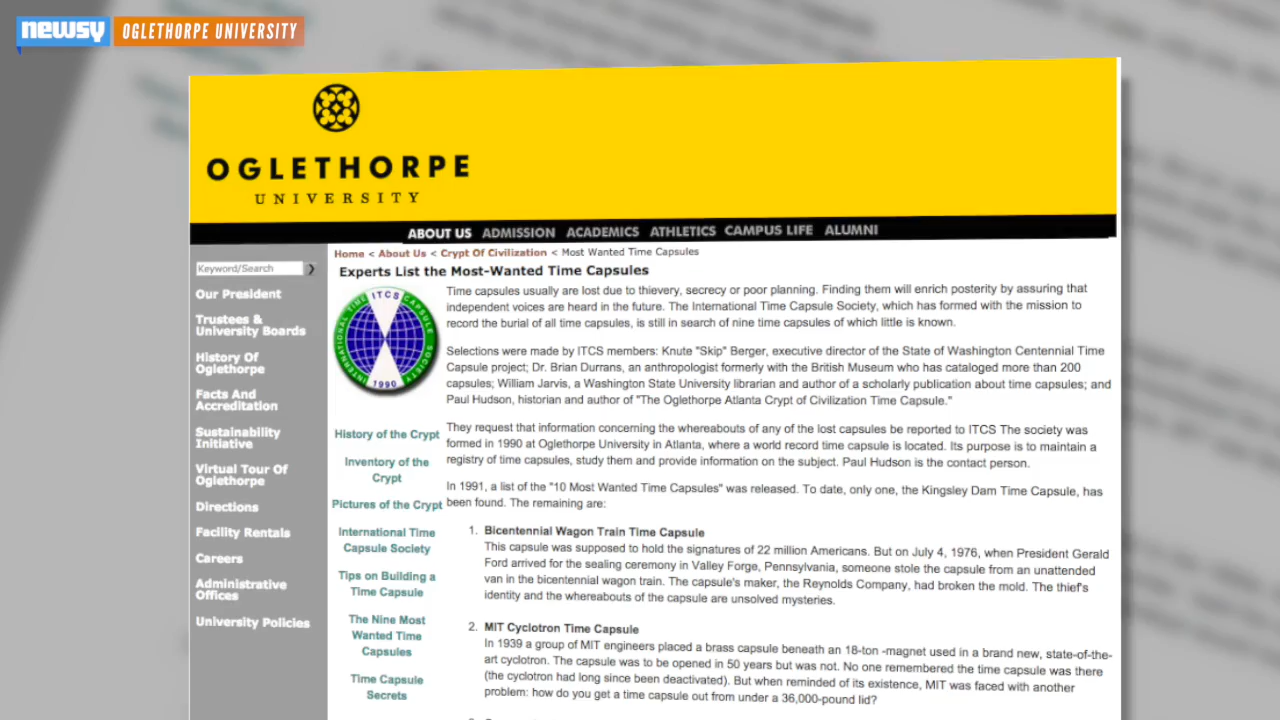 newsy OGLETHORPE UNIVERSITY
OGLETHORPE
UNIVERSITY
ABOUT US ADMISSION ACADEMICS ATHLETICS CAMPUS LIFE ALUMNI
Keyword/Search
Our President
Trustees &
University Boards
History Of
Oglethorpe
Facts And
Accreditation
Sustainability
Initiative
Virtual Tour Of
Oglethorpe
Directions
Facility Rentals
Careers
Administrative
Offices
University Policies
Home < About Us < Crypt Of Civilization < Most Wanted Time Capsules
Experts List the Most-Wanted Time Capsules
ITCS
INTERNATIONAL TIME CAPSULE SOCIETY
1990
History of the Crypt
Inventory of the
Crypt
Pictures of the Crypt
International Time
Capsule Society
Tips on Building a
Time Capsule
The Nine Most
Wanted Time
Capsules
Time Capsule
Secrets
Time capsules usually are lost due to thievery, secrecy or poor planning. Finding them will enrich posterity by assuring that
independent voices are heard in the future. The International Time Capsule Society, which has formed with the mission to
record the burial of all time capsules, is still in search of nine time capsules of which little is known.
Selections were made by ITCS members: Knute "Skip" Berger, executive director of the State of Washington Centennial Time
Capsule project; Dr. Brian Durrans, an anthropologist formerly with the British Museum who has cataloged more than 200
capsules; William Jarvis, a Washington State University librarian and author of a scholarly publication about time capsules; and
Paul Hudson, historian and author of "The Oglethorpe Atlanta Crypt of Civilization Time Capsule."
They request that information concerning the whereabouts of any of the lost capsules be reported to ITCS The society was
formed in 1990 at Oglethorpe University in Atlanta, where a world record time capsule is located. Its purpose is to maintain a
registry of time capsules, study them and provide information on the subject. Paul Hudson is the contact person.
In 1991, a list of the "10 Most Wanted Time Capsules" was released. To date, only one, the Kingsley Dam Time Capsule, has
been found. The remaining are:
1. Bicentennial Wagon Train Time Capsule
This capsule was supposed to hold the signatures of 22 million Americans. But on July 4, 1976, when President Gerald
Ford arrived for the sealing ceremony in Valley Forge, Pennsylvania, someone stole the capsule from an unattended
van in the bicentennial wagon train. The capsule's maker, the Reynolds Company, had broken the mold. The thief's
identity and the whereabouts of the capsule are unsolved mysteries.
2. MIT Cyclotron Time Capsule
In 1939 a group of MIT engineers placed a brass capsule beneath an 18-ton -magnet used in a brand new, state-of-the-
art cyclotron. The capsule was to be opened in 50 years but was not. No one remembered the time capsule was there
(the cyclotron had long since been deactivated). But when reminded of its existence, MIT was faced with another
problem: how do you get a time capsule out from under a 36,000-pound lid?